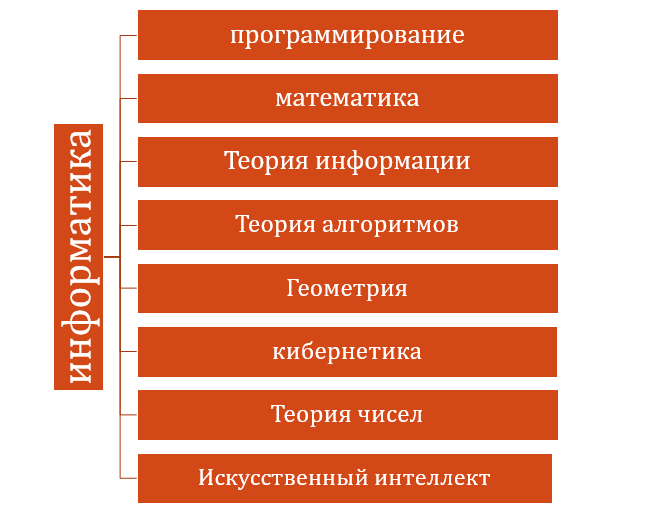 информатика
программирование
математика
Теория информации
Теория алгоритмов
Геометрия
кибернетика
Теория чисел
Искусственный интеллект